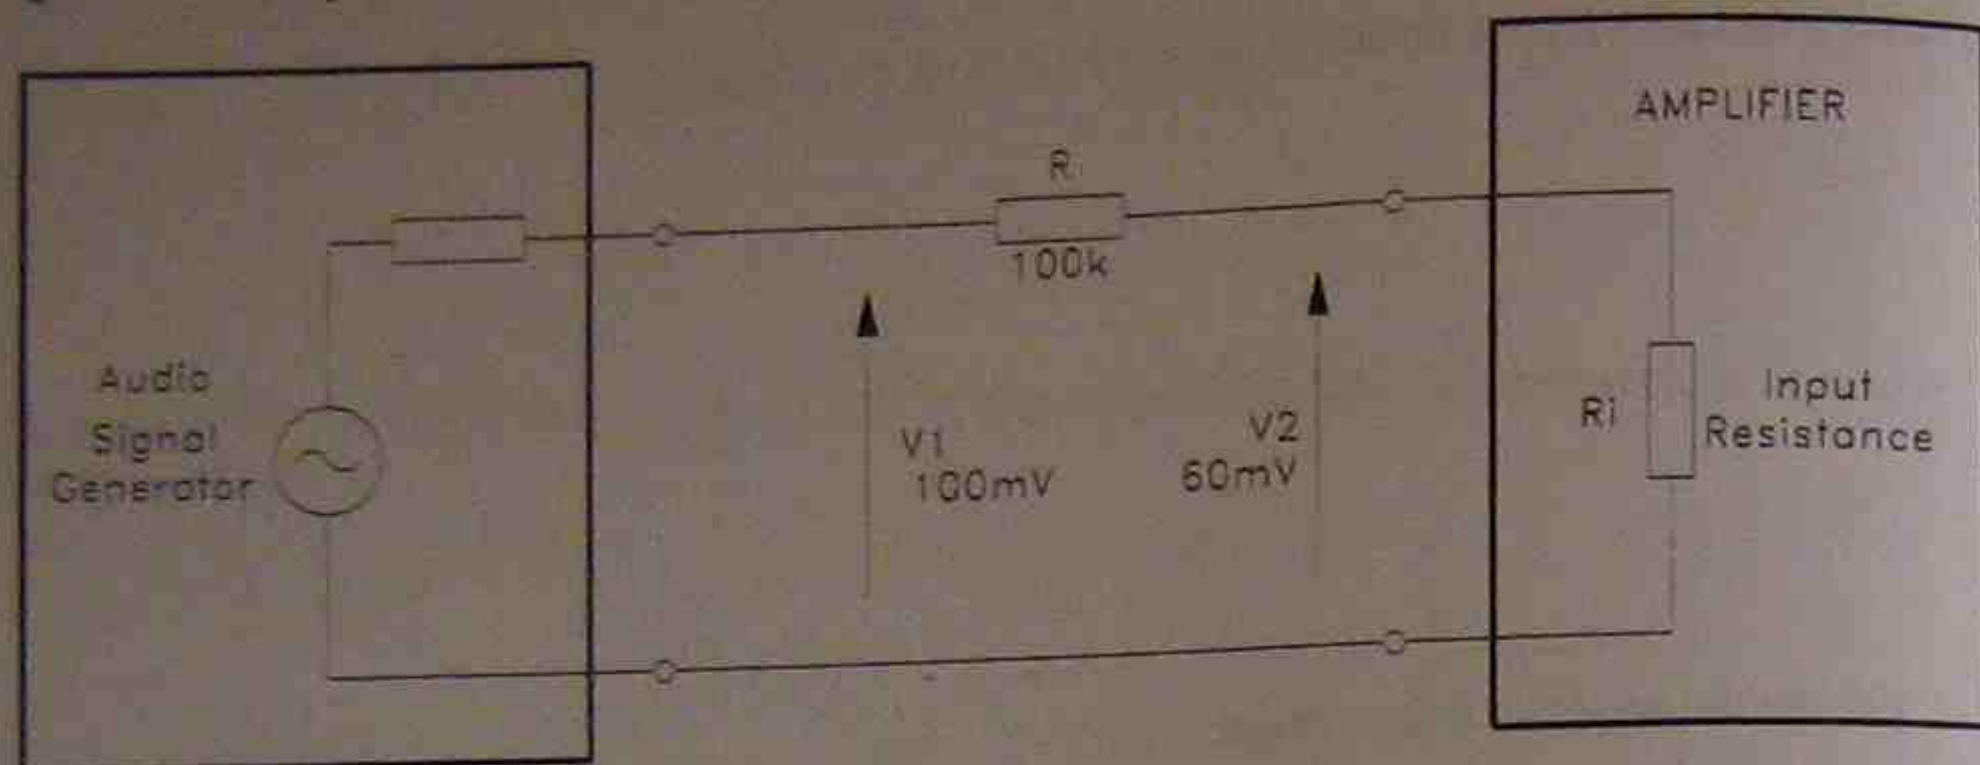 AMPLIFIER
R
100k
Audio
Signal
Generator
V1
100mV
V2
60mV
Ri
Input
Resistance